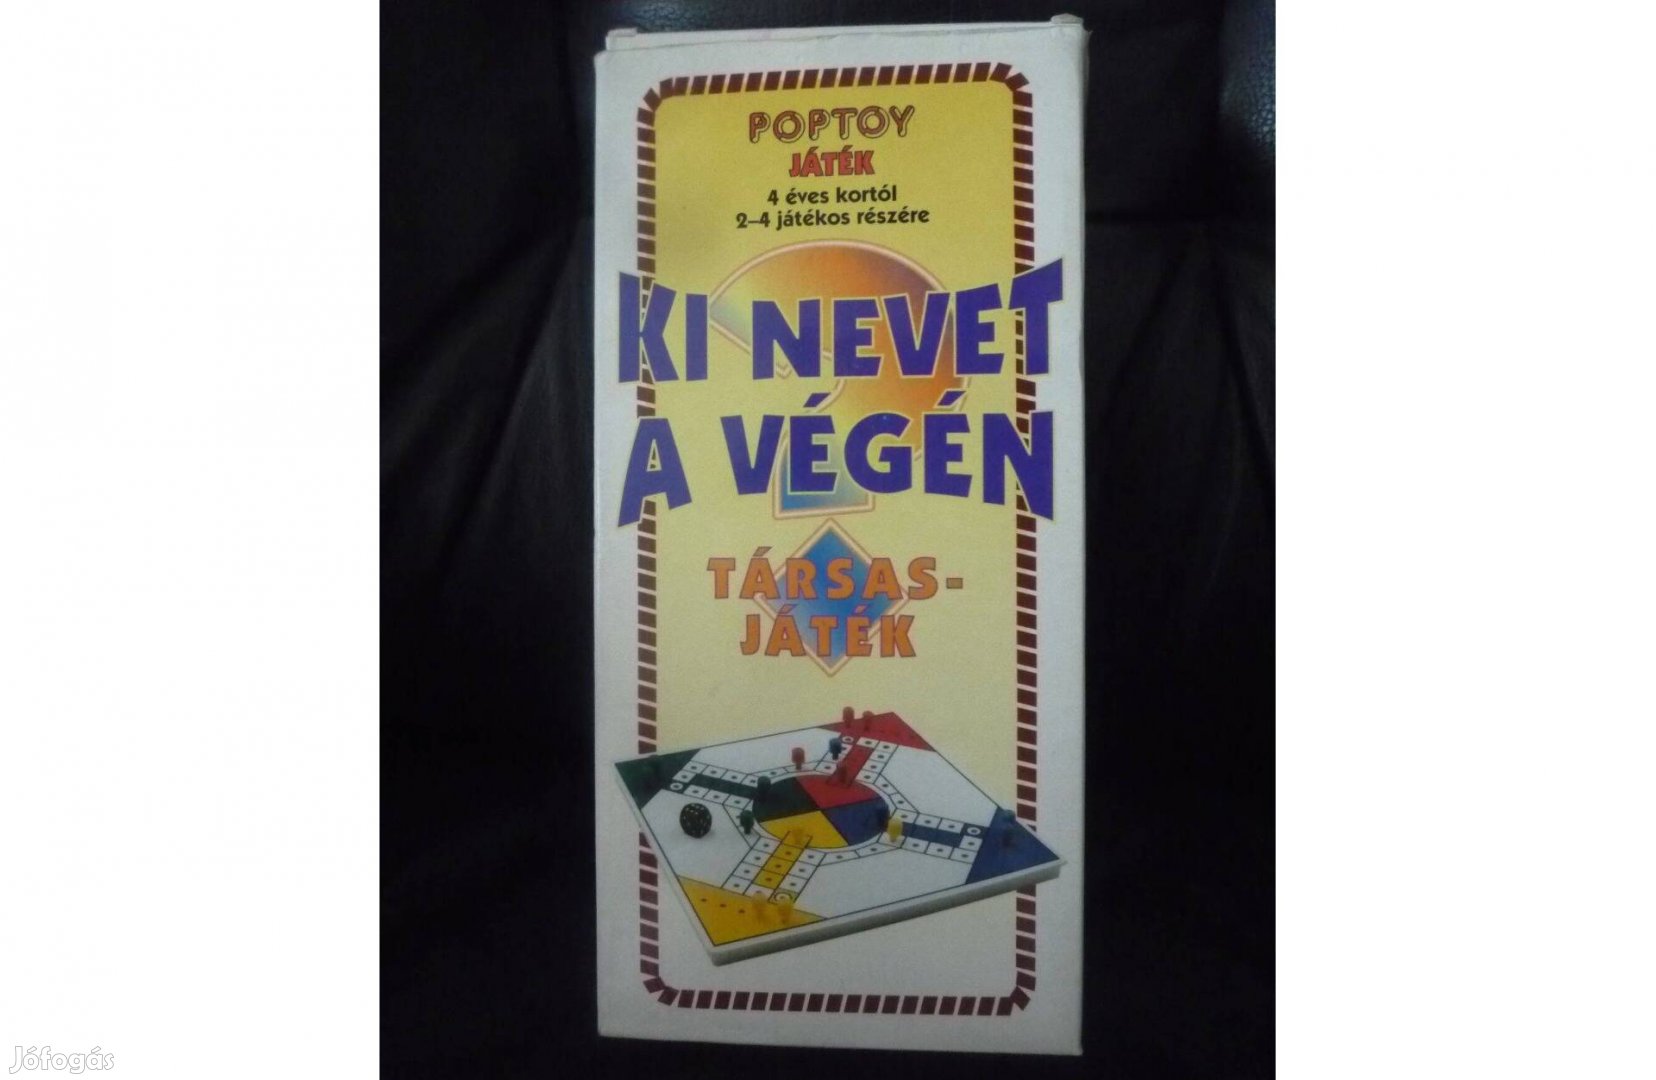 POPTOY
JÁTÉK
4 éves kortól
2–4 játékos részére
KI NEVET
A VÉGÉN
TÁRSAS-
JÁTÉK
Jófogás